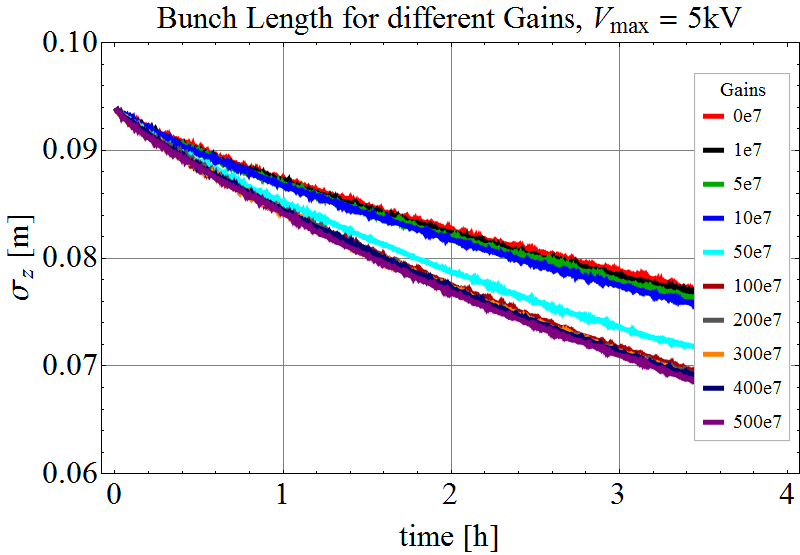 Bunch Length for different Gains, Vmax = 5kV
0.10
0.09
0.08
0.07
0.06
σz [m]
0 1 2 3 4
time [h]
Gains
0e7
1e7
5e7
10e7
50e7
100e7
200e7
300e7
400e7
500e7